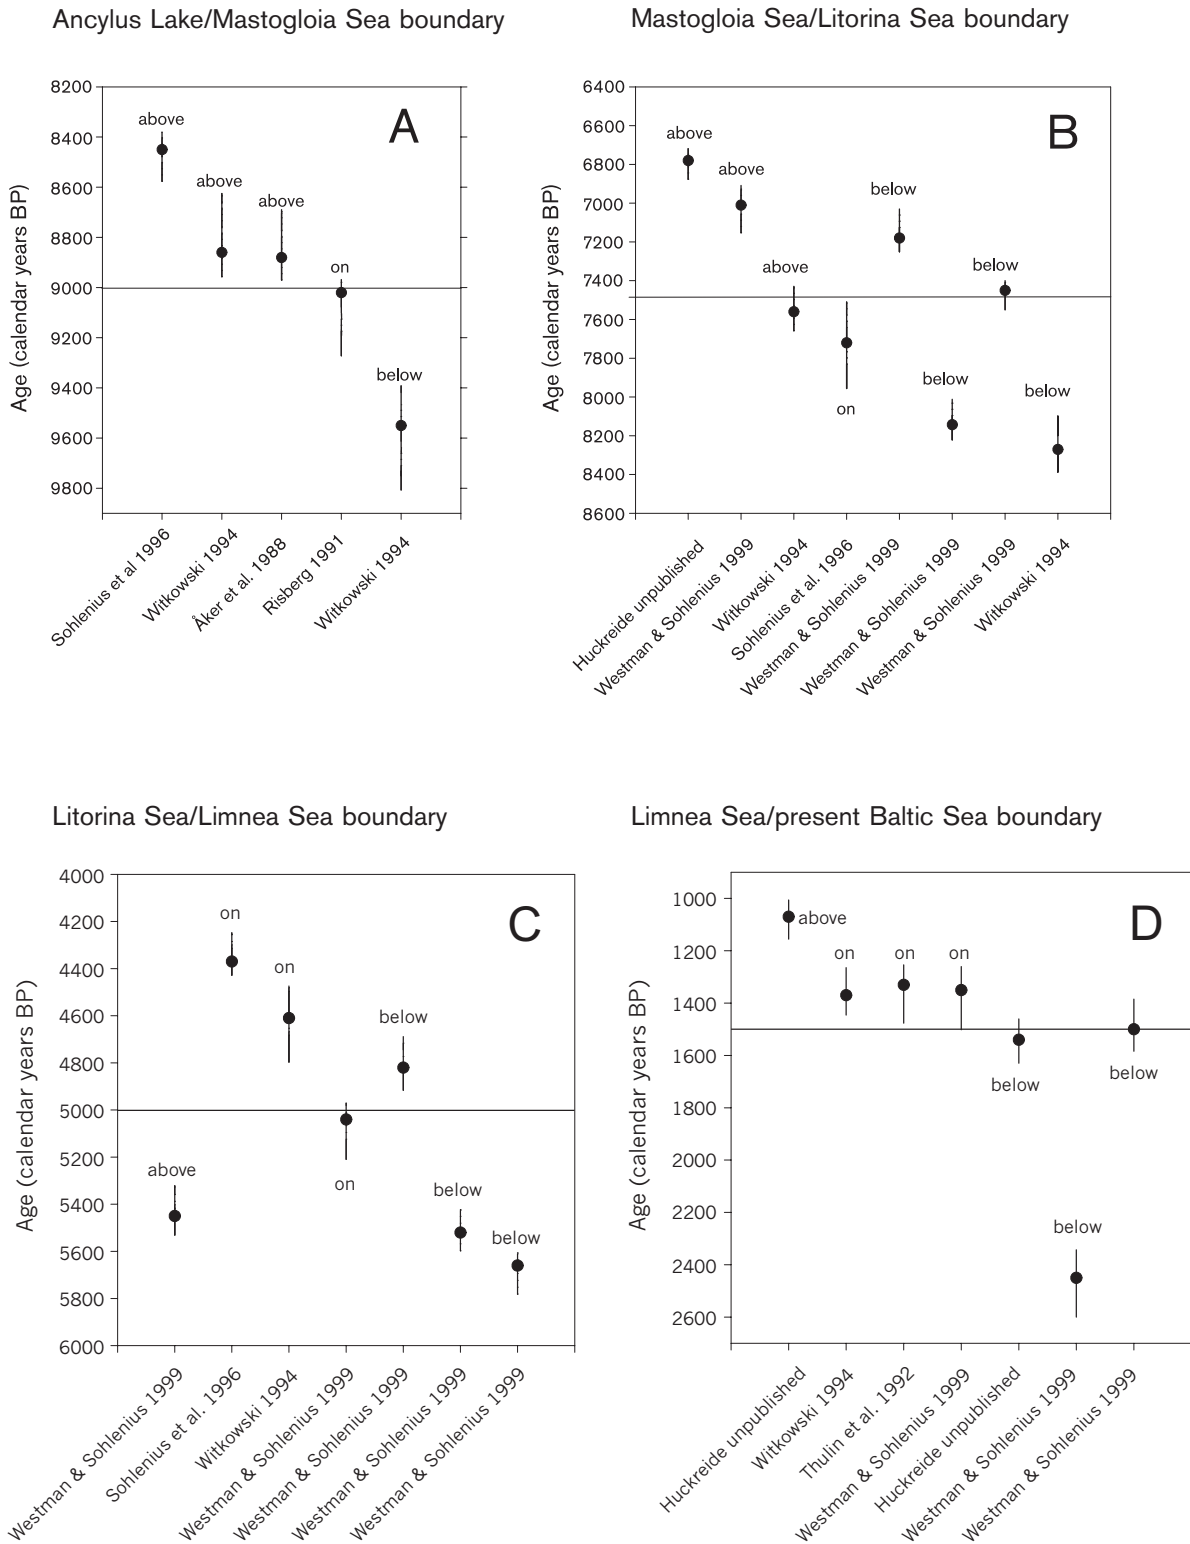 Ancylus Lake/Mastogloia Sea boundary
8200
8400
8600
8800
9000
9200
9400
9600
9800
Age (calendar years BP)
A
above
above
above
on
below
Sohlenius et al 1996
Witkowski 1994
Åker et al. 1988
Risberg 1991
Witkowski 1994
Mastogloia Sea/Litorina Sea boundary
6400
6600
6800
7000
7200
7400
7600
7800
8000
8200
8400
8600
Age (calendar years BP)
B
above
above
above
on
below
below
below
below
Huckreide unpublished
Westman & Sohlenius 1999
Witkowski 1994
Sohlenius et al. 1996
Westman & Sohlenius 1999
Westman & Sohlenius 1999
Westman & Sohlenius 1999
Witkowski 1994
Litorina Sea/Limnea Sea boundary
4000
4200
4400
4600
4800
5000
5200
5400
5600
5800
6000
Age (calendar years BP)
C
above
on
on
on
below
below
below
Westman & Sohlenius 1999
Sohlenius et al. 1996
Witkowski 1994
Westman & Sohlenius 1999
Westman & Sohlenius 1999
Westman & Sohlenius 1999
Westman & Sohlenius 1999
Limnea Sea/present Baltic Sea boundary
1000
1200
1400
1600
1800
2000
2200
2400
2600
Age (calendar years BP)
D
above
on
on
on
below
below
below
Huckreide unpublished
Witkowski 1994
Thulin et al. 1992
Westman & Sohlenius 1999
Huckreide unpublished
Westman & Sohlenius 1999
Westman & Sohlenius 1999